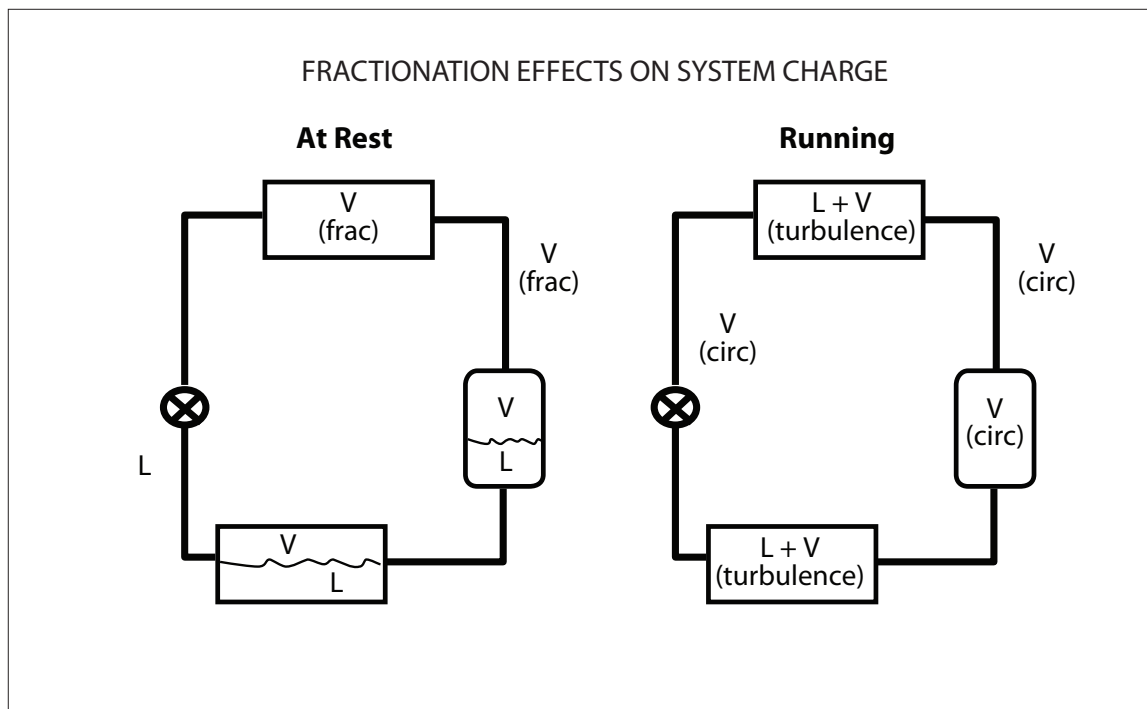 FRACTIONATION EFFECTS ON SYSTEM CHARGE
At Rest
V
(frac)
V
(frac)
V
L
L
V
L
Running
L + V
(turbulence)
V
(circ)
V
(circ)
V
(circ)
L + V
(turbulence)